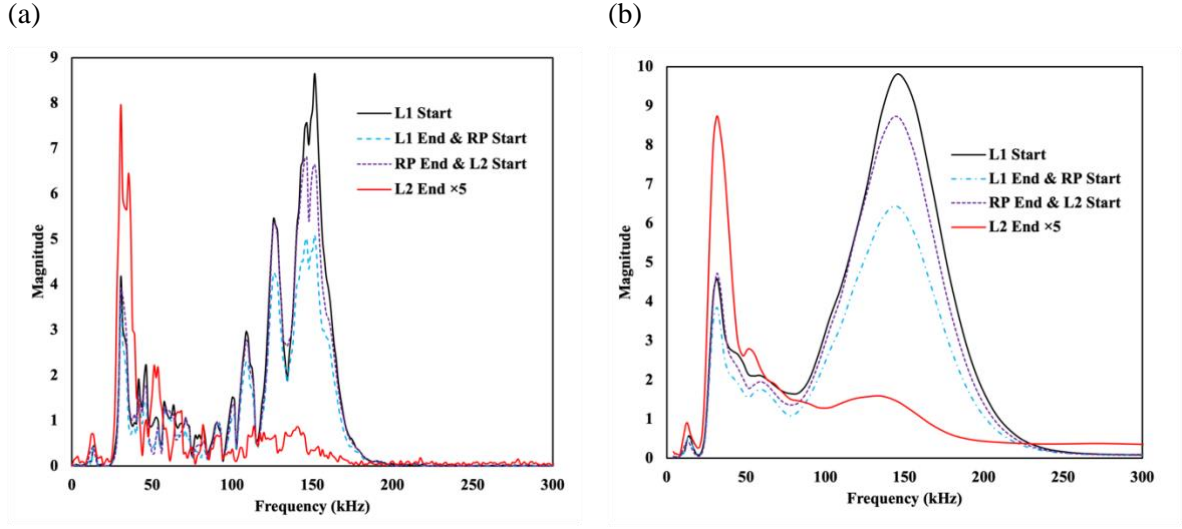 (a)
9
8
7
6
5
4
3
2
1
0
Magnitude
L1 Start
L1 End & RP Start
RP End & L2 Start
L2 End ×5
0 50 100 150 200 250 300
Frequency (kHz)
(b)
10
9
8
7
6
5
4
3
2
1
0
Magnitude
L1 Start
L1 End & RP Start
RP End & L2 Start
L2 End ×5
0 50 100 150 200 250 300
Frequency (kHz)